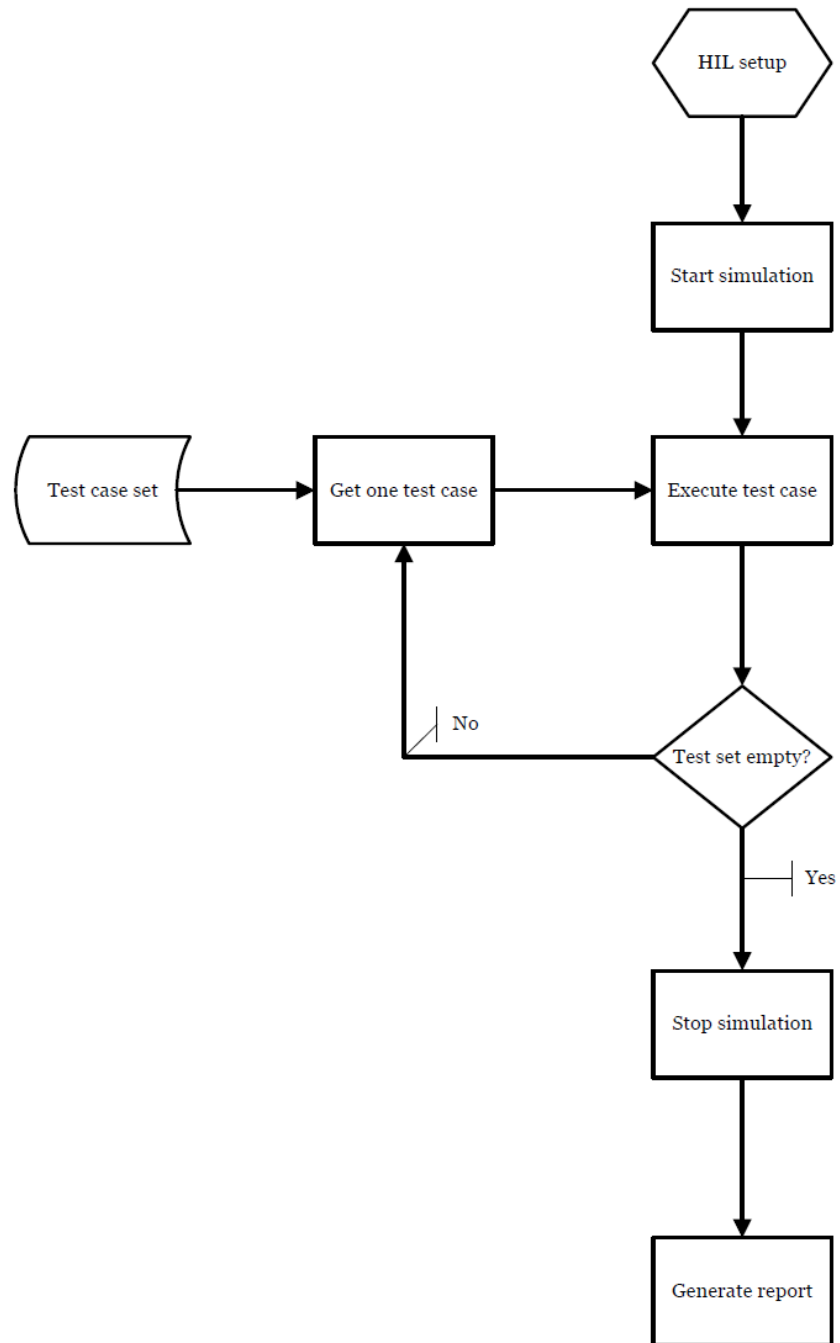 HIL setup
Start simulation
Test case set
Get one test case
Execute test case
No
Test set empty?
Yes
Stop simulation
Generate report